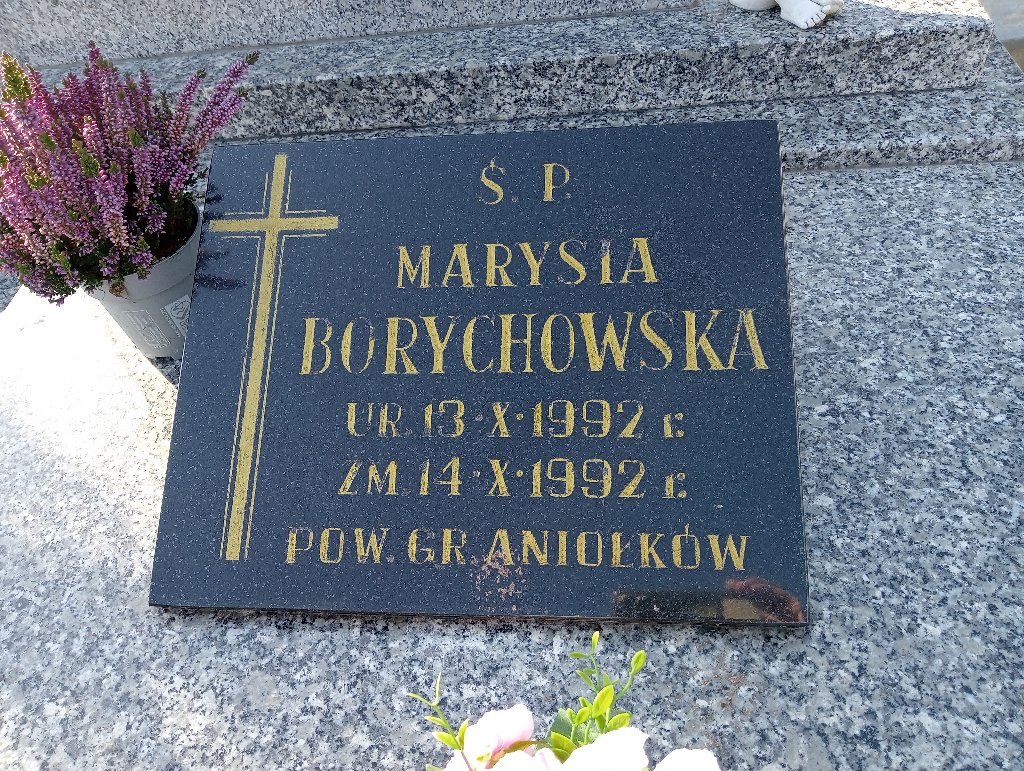 Ś. P.
MARYSIA
BORYCHOWSKA
UR. 13·X·1992 r.
ZM. 14·X·1992 r.
POW. GR. ANIOŁKÓW